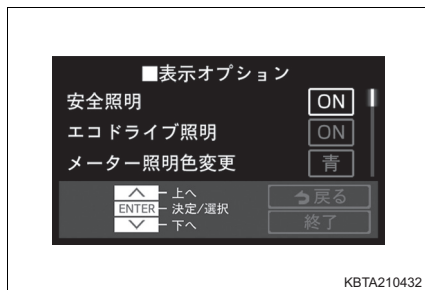 ■表示オプション
安全照明 ON
エコドライブ照明 ON
メーター照明色変更 青
上へ
ENTER 決定/選択
下へ
戻る
終了
KBTA210432